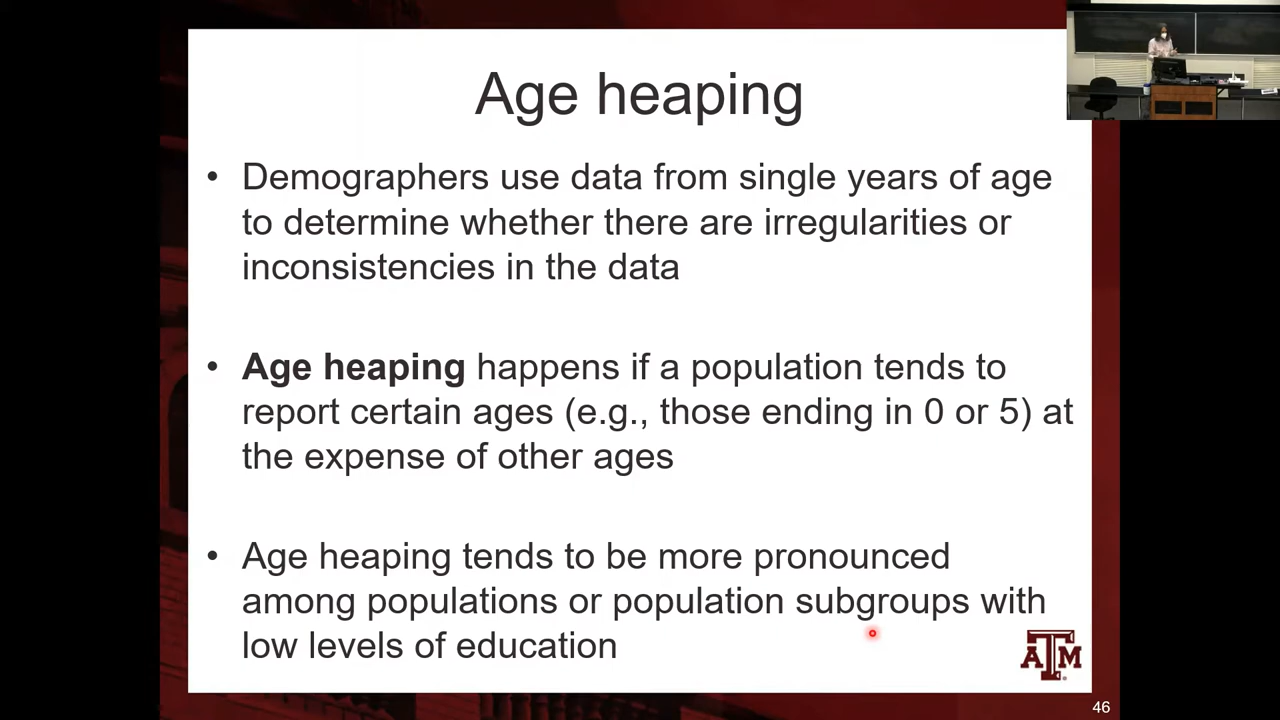 Age heaping
• Demographers use data from single years of age
to determine whether there are irregularities or
inconsistencies in the data
• Age heaping happens if a population tends to
report certain ages (e.g., those ending in 0 or 5) at
the expense of other ages
• Age heaping tends to be more pronounced
among populations or population subgroups with
low levels of education
ATM
46